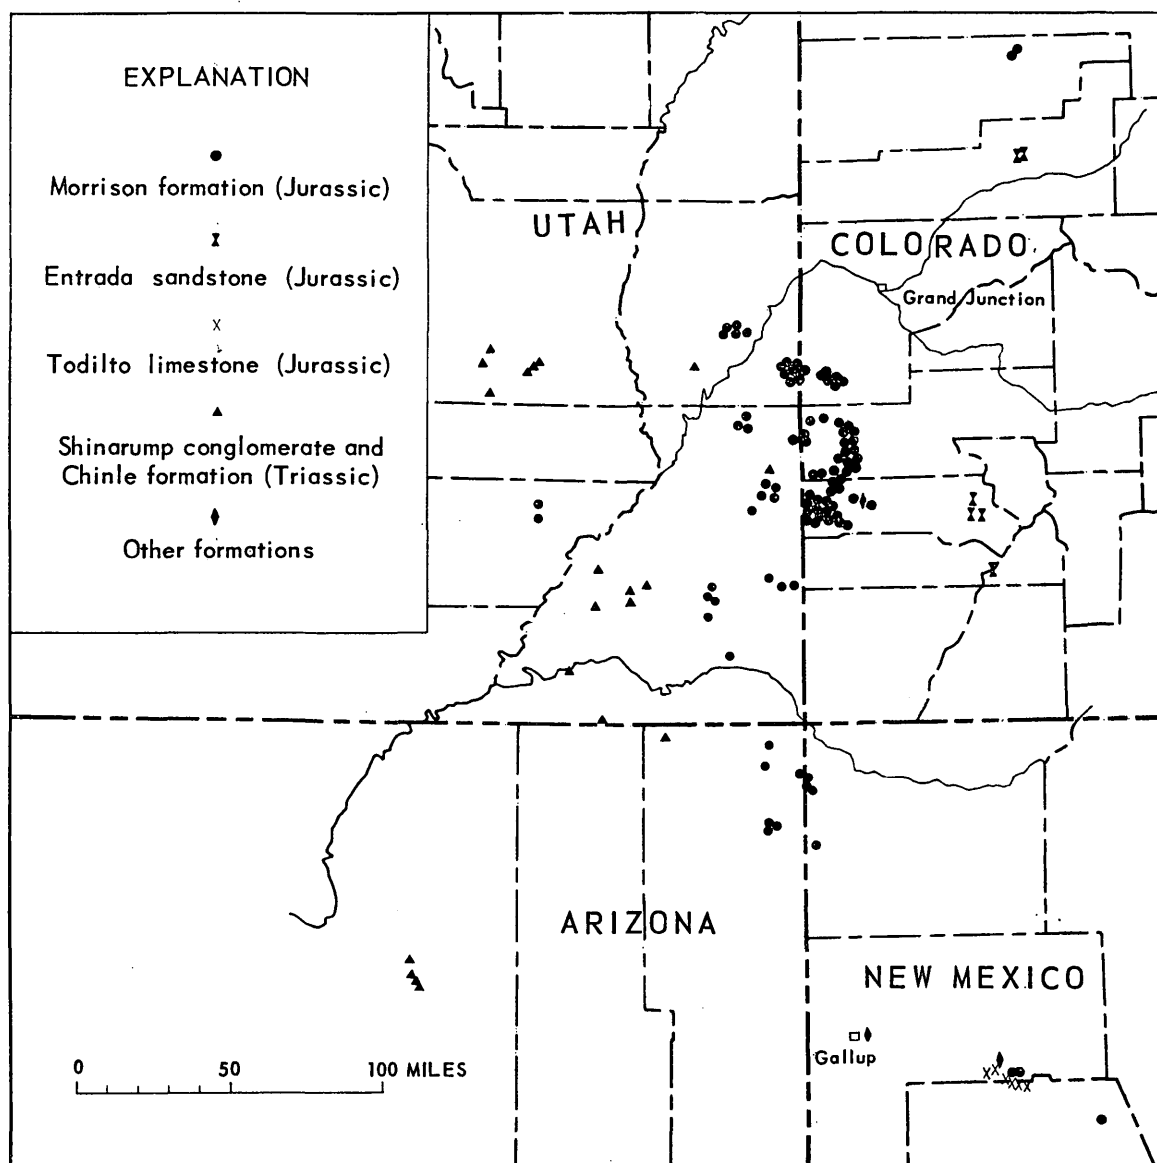 EXPLANATION
Morrison formation (Jurassic)
Entrada sandstone (Jurassic)
Todilto limestone (Jurassic)
Shinarump conglomerate and
Chinle formation (Triassic)
Other formations
UTAH
COLORADO
Grand Junction
ARIZONA
NEW MEXICO
Gallup
0 50 100 MILES